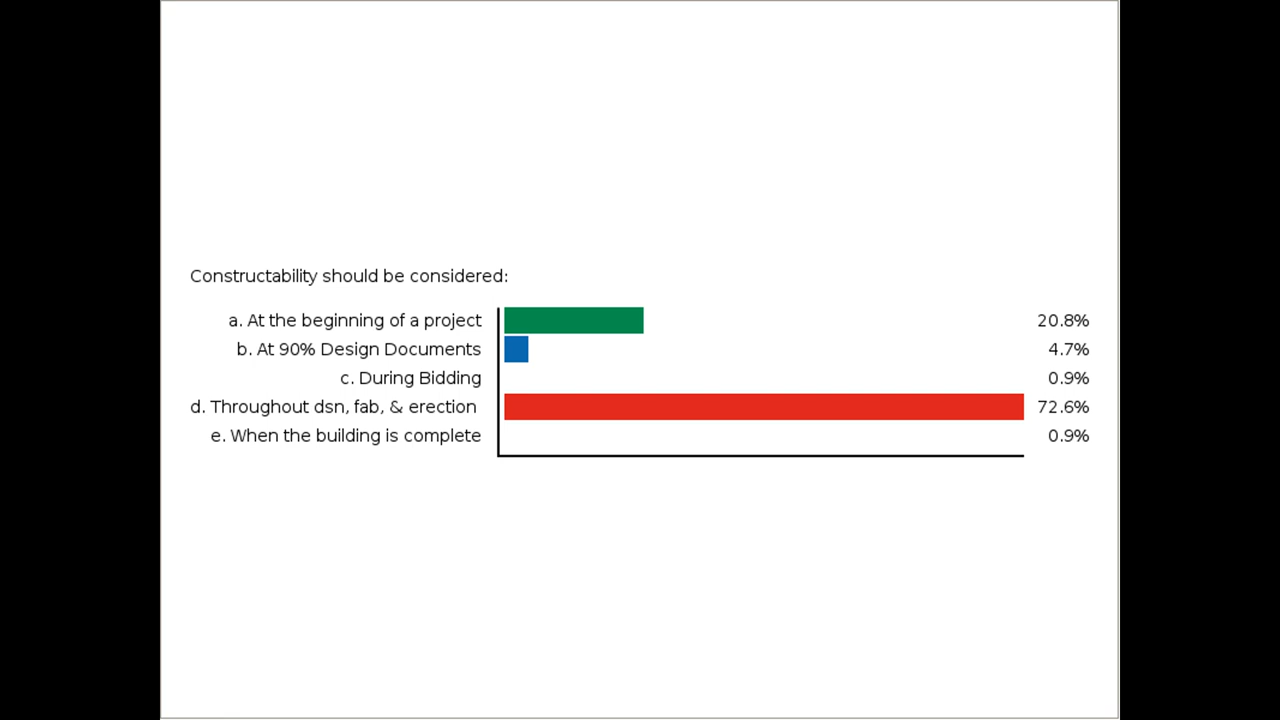 Constructability should be considered:
a. At the beginning of a project 20.8%
b. At 90% Design Documents 4.7%
c. During Bidding 0.9%
d. Throughout dsn, fab, & erection 72.6%
e. When the building is complete 0.9%